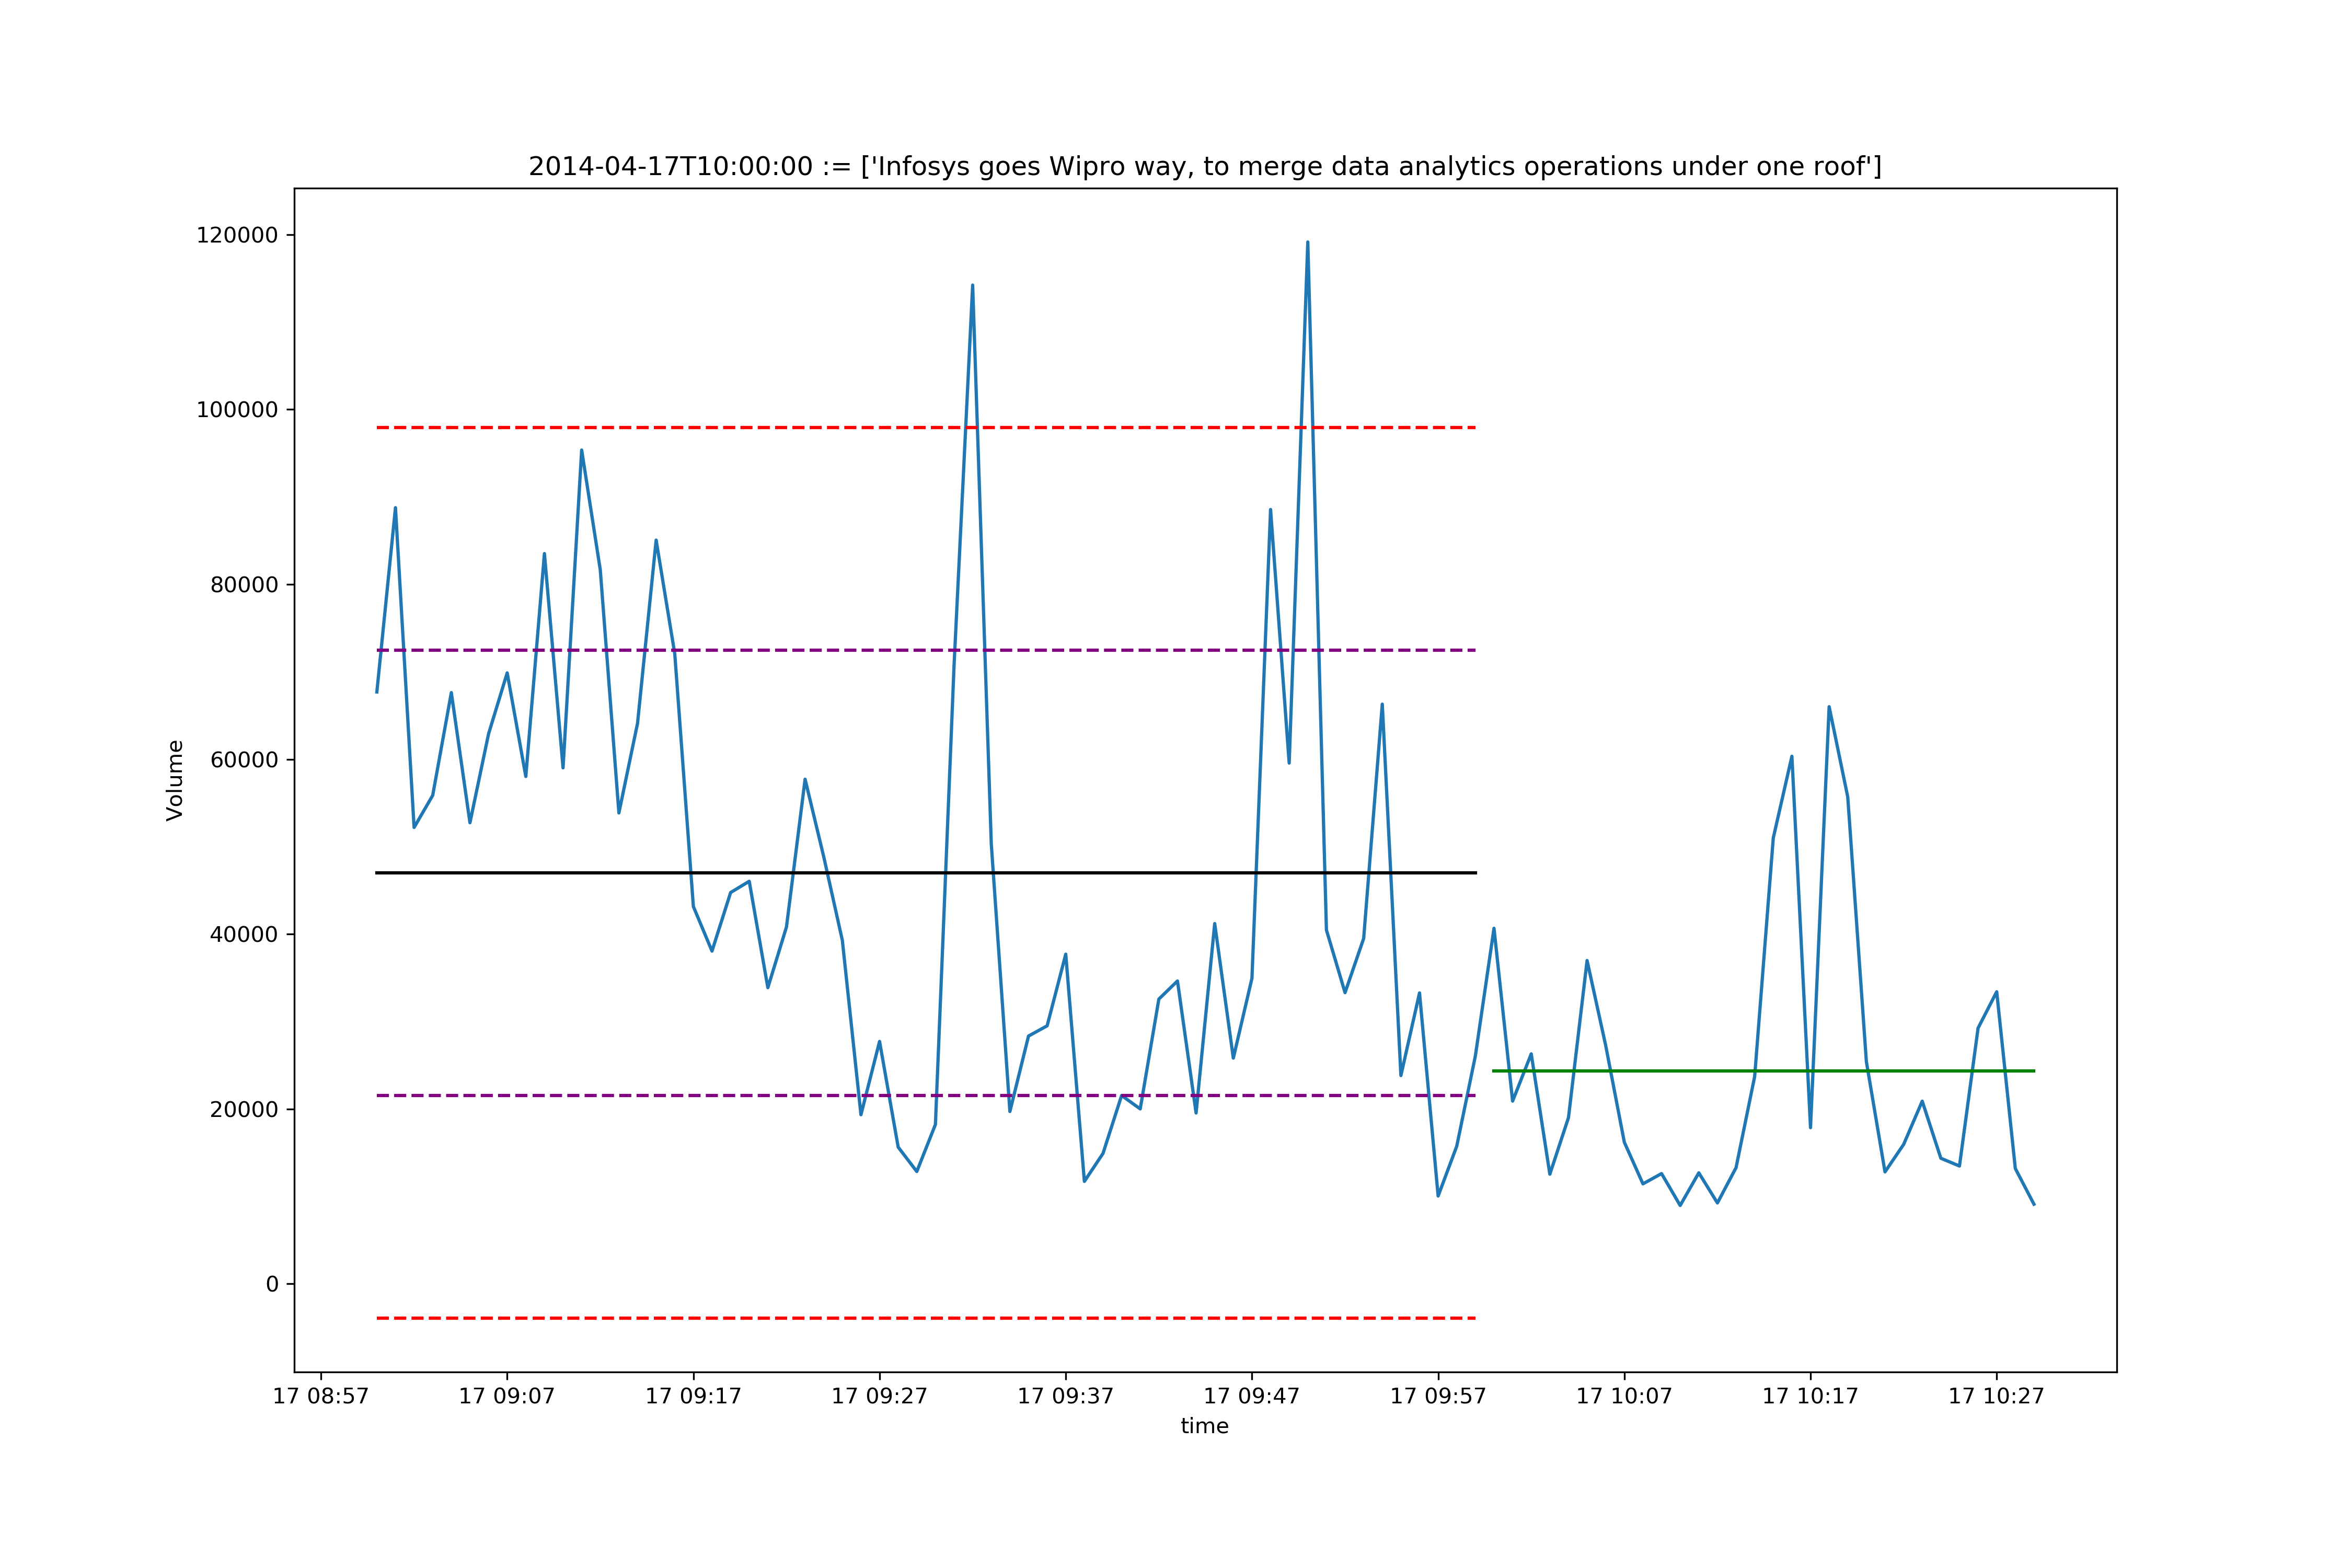 2014-04-17T10:00:00 := ['Infosys goes Wipro way, to merge data analytics operations under one roof']
120000
100000
80000
60000
40000
20000
0
Volume
17 08:57 17 09:07 17 09:17 17 09:27 17 09:37 17 09:47 17 09:57 17 10:07 17 10:17 17 10:27
time